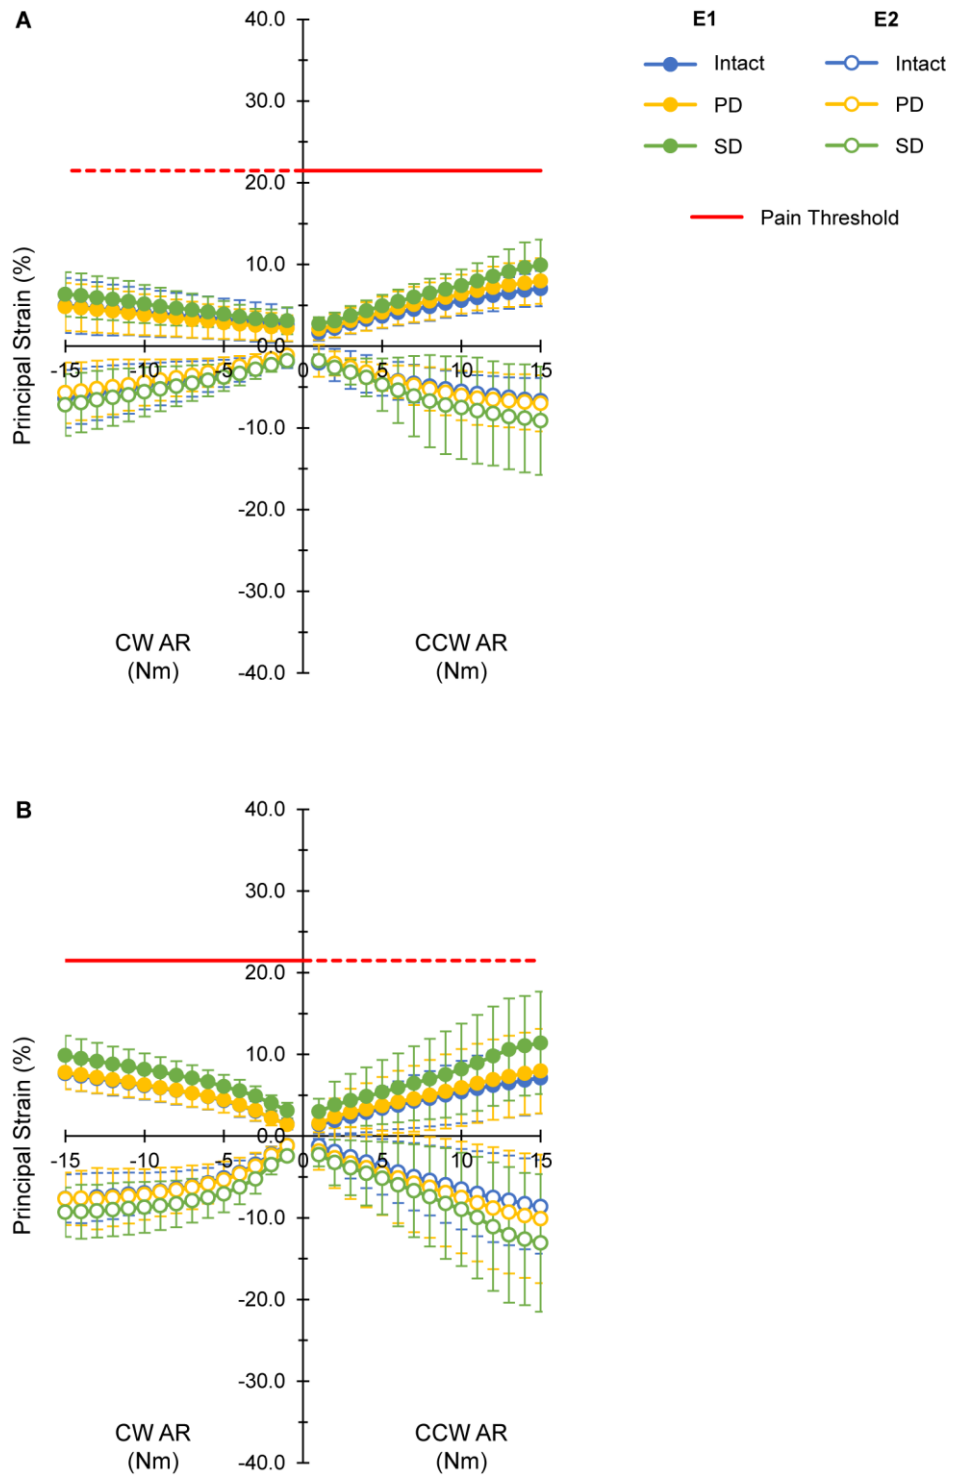 A
E1
E2
Intact
Intact
PD
PD
SD
SD
Pain Threshold
40.0
30.0
20.0
10.0
0.0
-10.0
-20.0
-30.0
-40.0
-15
-10
-5
0
5
10
15
Principal Strain (%)
CW AR
(Nm)
CCW AR
(Nm)
B
40.0
30.0
20.0
10.0
0.0
-10.0
-20.0
-30.0
-40.0
-15
-10
-5
0
5
10
15
Principal Strain (%)
CW AR
(Nm)
CCW AR
(Nm)